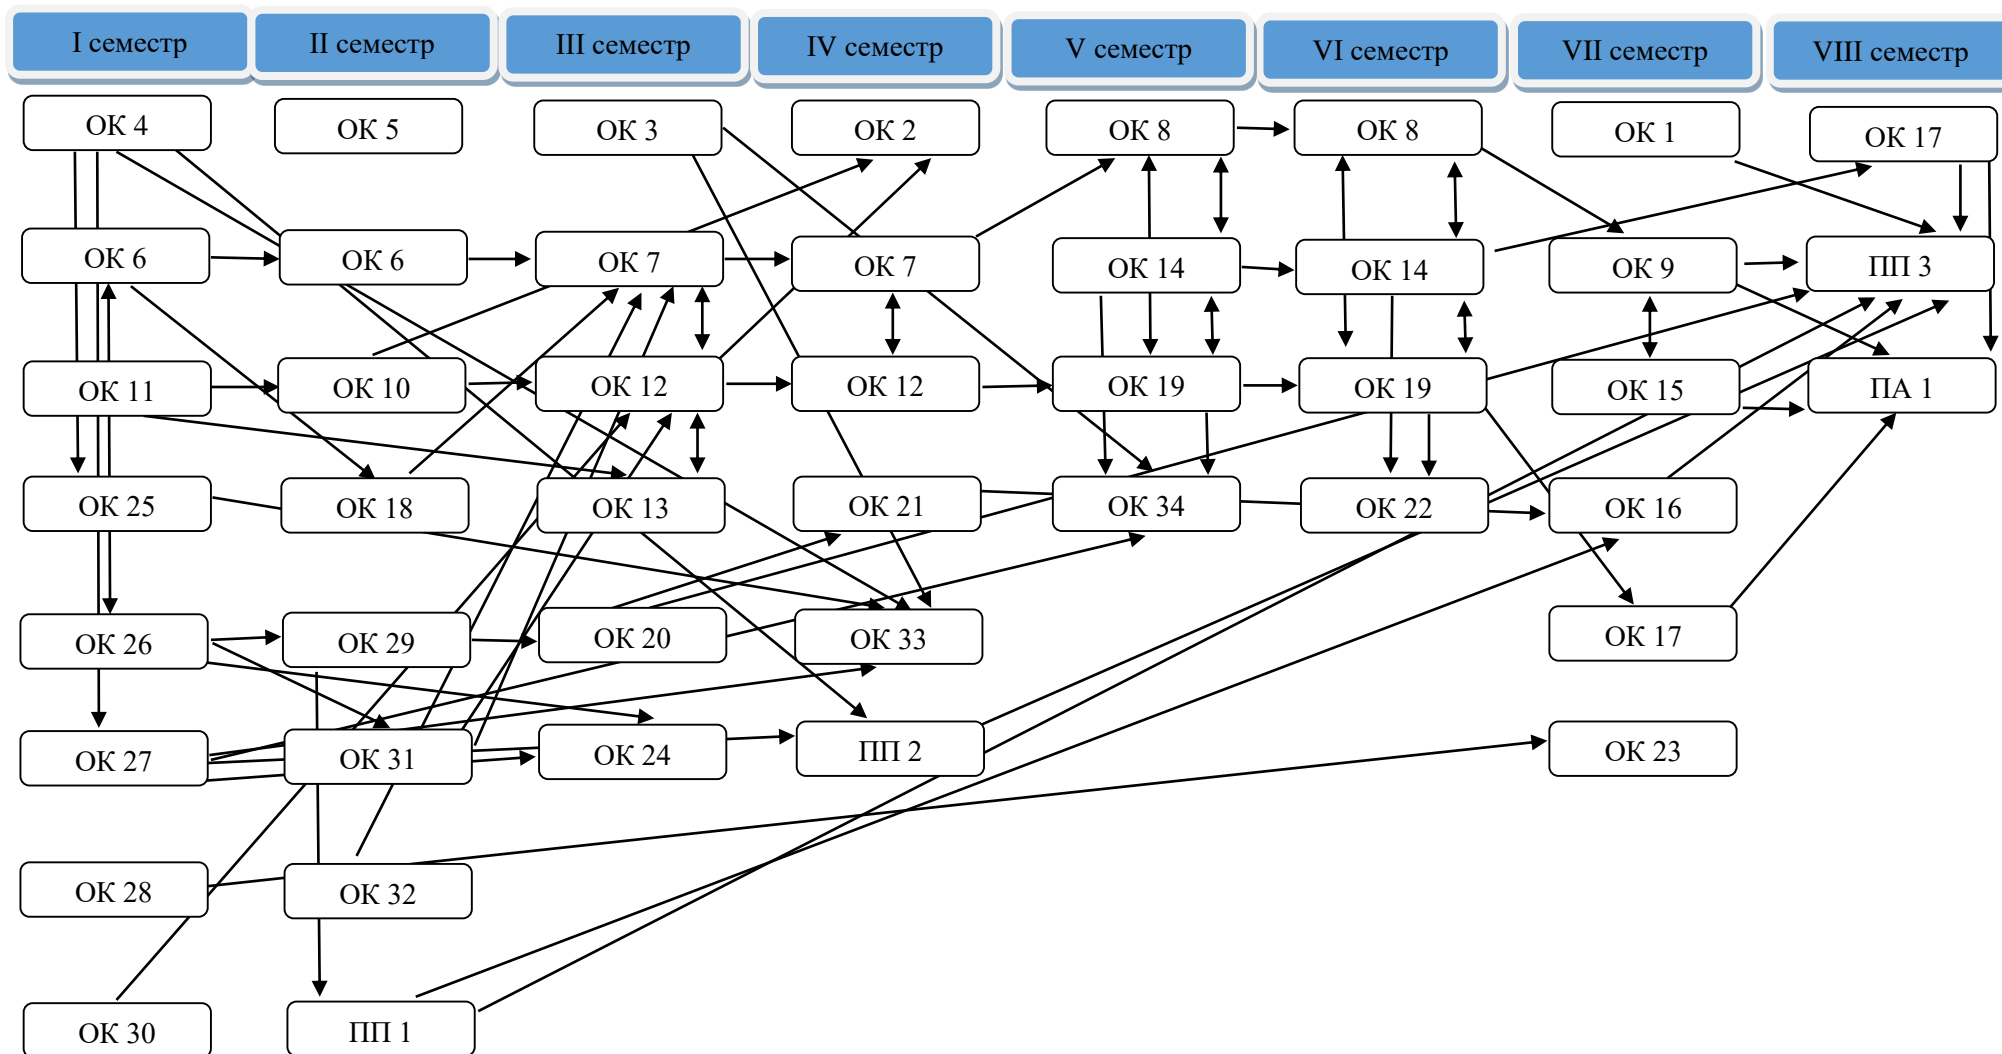 I семестр II семестр III семестр IV семестр V семестр VI семестр VII семестр VIII семестр
ОК 4 ОК 5 ОК 3 ОК 2 ОК 8 ОК 8 ОК 1 ОК 17
ОК 6 ОК 6 ОК 7 ОК 7 ОК 14 ОК 14 ОК 9 ПП 3
ОК 11 ОК 10 ОК 12 ОК 12 ОК 19 ОК 19 ОК 15 ПА 1
ОК 25 ОК 18 ОК 13 ОК 21 ОК 34 ОК 22 ОК 16
ОК 26 ОК 29 ОК 20 ОК 33 ОК 17
ОК 27 ОК 31 ОК 24 ПП 2 ОК 23
ОК 28 ОК 32
ОК 30 ПП 1